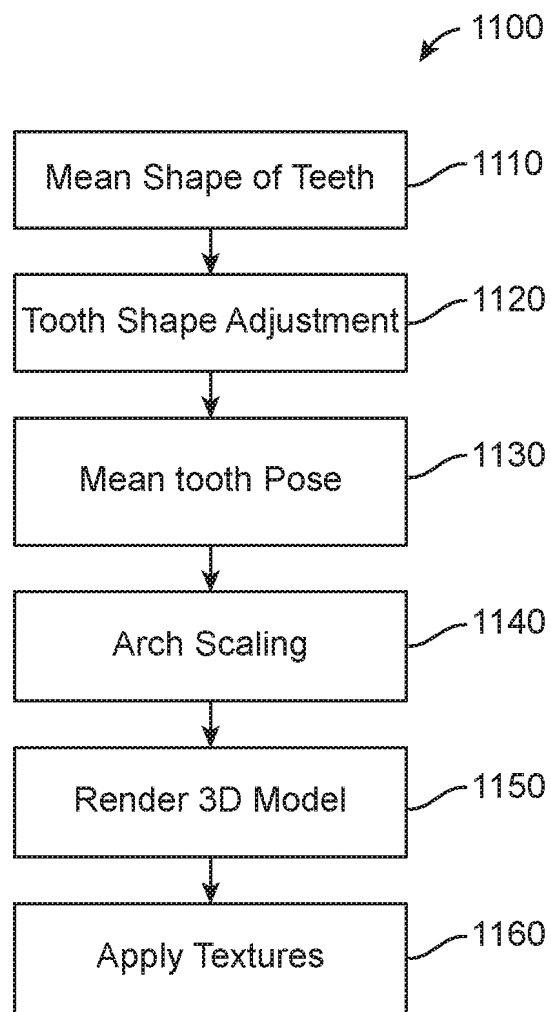 1100
Mean Shape of Teeth
1110
Tooth Shape Adjustment
1120
Mean tooth Pose
1130
Arch Scaling
1140
Render 3D Model
1150
Apply Textures
1160